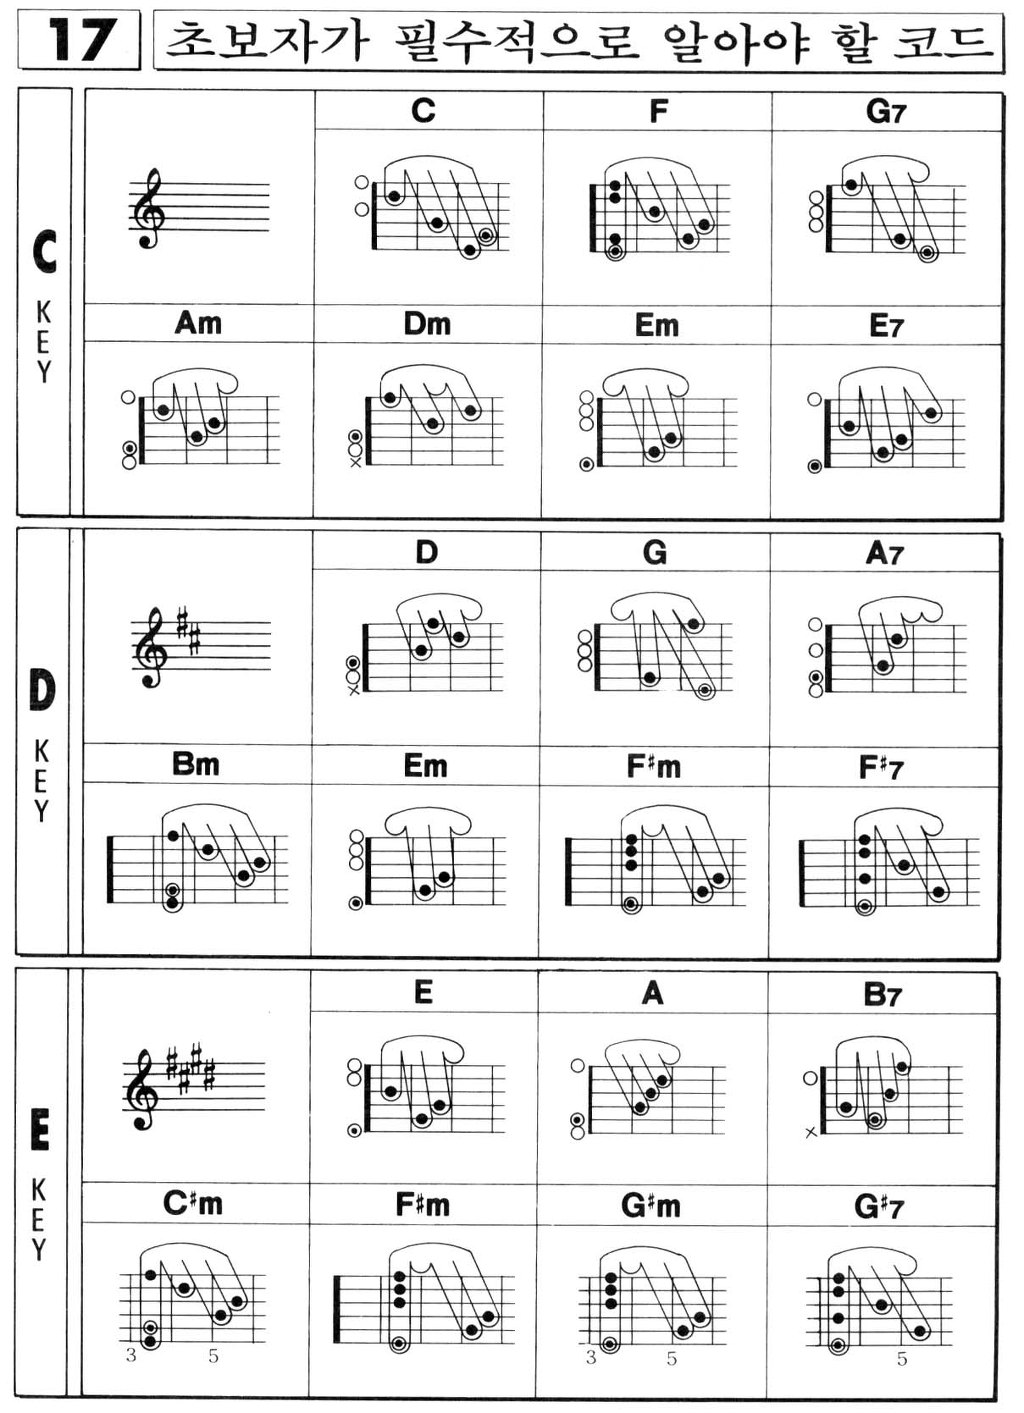 17 초보자가 필수적으로 알아야 할 코드
C KEY
C F G7
Am Dm Em E7
×
D KEY
D G A7
×
Bm Em F♯m F♯7
E KEY
E A B7
×
C♯m F♯m G♯m G♯7
3 5 3 5 5